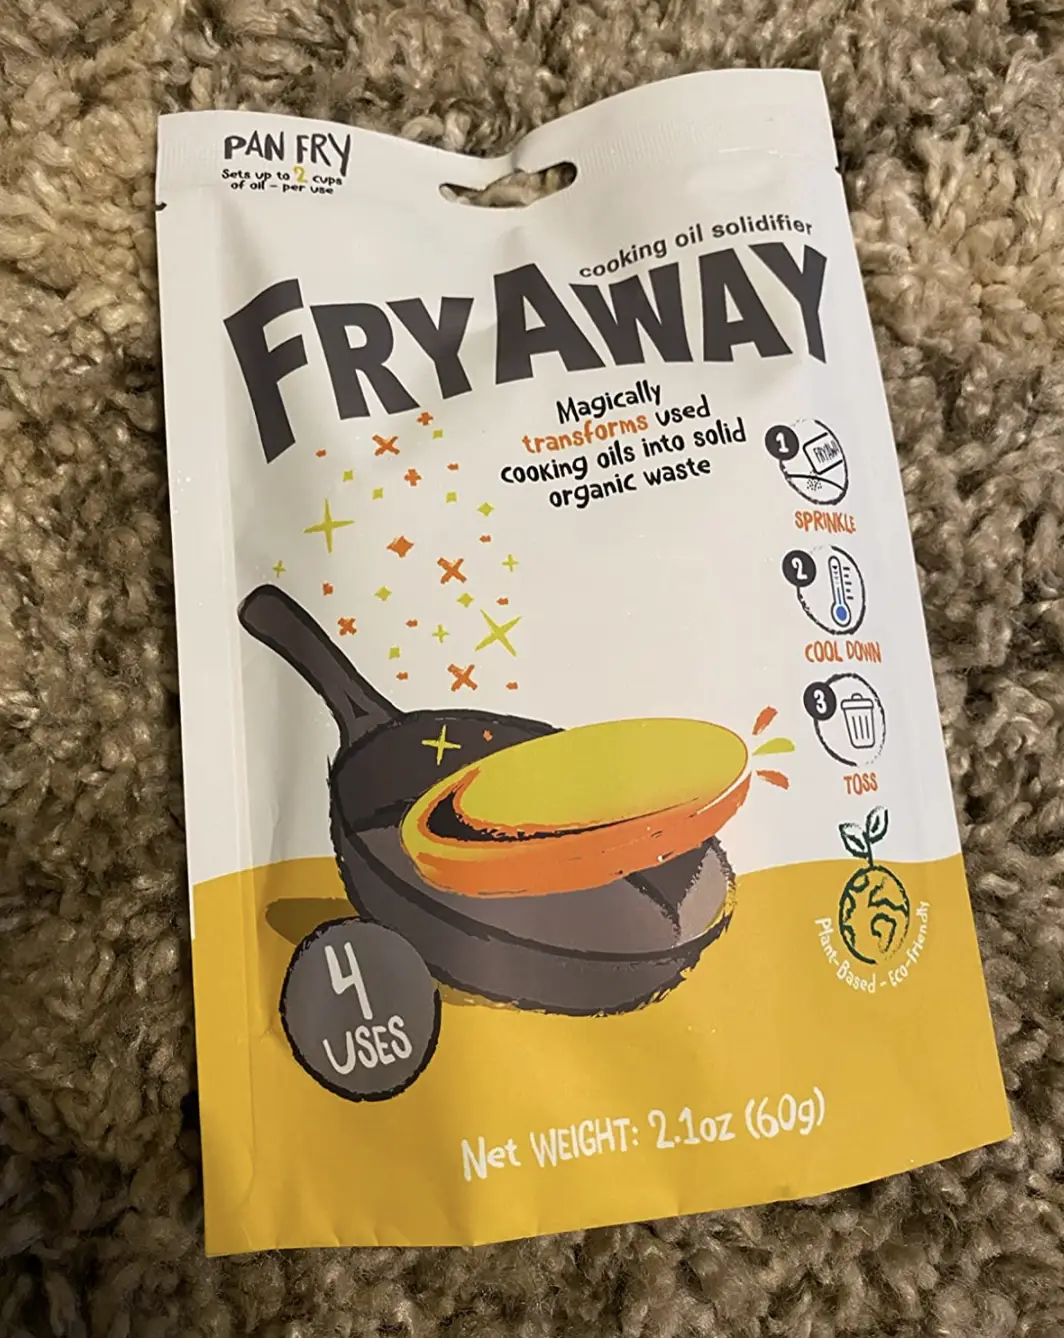 PAN FRY
Sets up to 2 cups
of oil - per use
cooking oil solidifier
FRYAWAY
Magically
transforms used
cooking oils into solid
organic waste
1
FRYAWAY
SPRINKLE
2
COOL DOWN
3
TOSS
Plant-Based - Eco-friendly
4
USES
Net WEIGHT: 2.1oz (60g)